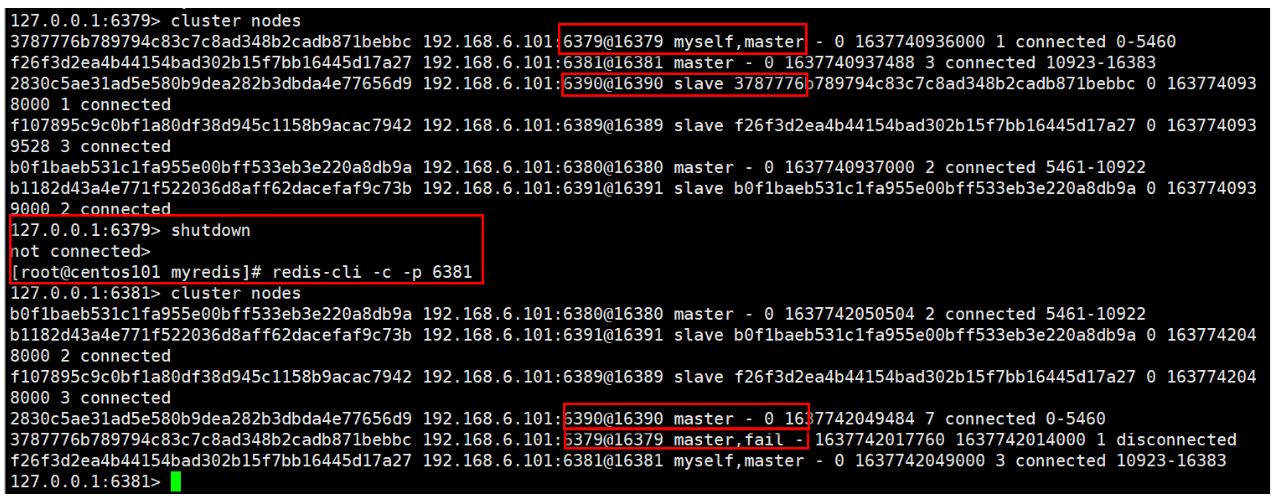 127.0.0.1:6379> cluster nodes
3787776b789794c83c7c8ad348b2cadb871bebbc 192.168.6.101:6379@16379 myself,master - 0 1637740936000 1 connected 0-5460
f26f3d2ea4b44154bad302b15f7bb16445d17a27 192.168.6.101:6381@16381 master - 0 1637740937488 3 connected 10923-16383
2830c5ae31ad5e580b9dea282b3dbda4e77656d9 192.168.6.101:6390@16390 slave 3787776b789794c83c7c8ad348b2cadb871bebbc 0 163774093
8000 1 connected
f107895c9c0bf1a80df38d945c1158b9acac7942 192.168.6.101:6389@16389 slave f26f3d2ea4b44154bad302b15f7bb16445d17a27 0 163774093
9528 3 connected
b0f1baeb531c1fa955e00bff533eb3e220a8db9a 192.168.6.101:6380@16380 master - 0 1637740937000 2 connected 5461-10922
b1182d43a4e771f522036d8aff62dacefaf9c73b 192.168.6.101:6391@16391 slave b0f1baeb531c1fa955e00bff533eb3e220a8db9a 0 163774093
9000 2 connected
127.0.0.1:6379> shutdown
not connected>
[root@centos101 myredis]# redis-cli -c -p 6381
127.0.0.1:6381> cluster nodes
b0f1baeb531c1fa955e00bff533eb3e220a8db9a 192.168.6.101:6380@16380 master - 0 1637742050504 2 connected 5461-10922
b1182d43a4e771f522036d8aff62dacefaf9c73b 192.168.6.101:6391@16391 slave b0f1baeb531c1fa955e00bff533eb3e220a8db9a 0 163774204
8000 2 connected
f107895c9c0bf1a80df38d945c1158b9acac7942 192.168.6.101:6389@16389 slave f26f3d2ea4b44154bad302b15f7bb16445d17a27 0 163774204
8000 3 connected
2830c5ae31ad5e580b9dea282b3dbda4e77656d9 192.168.6.101:6390@16390 master - 0 1637742049484 7 connected 0-5460
3787776b789794c83c7c8ad348b2cadb871bebbc 192.168.6.101:6379@16379 master,fail - 1637742017760 1637742014000 1 disconnected
f26f3d2ea4b44154bad302b15f7bb16445d17a27 192.168.6.101:6381@16381 myself,master - 0 1637742049000 3 connected 10923-16383
127.0.0.1:6381>